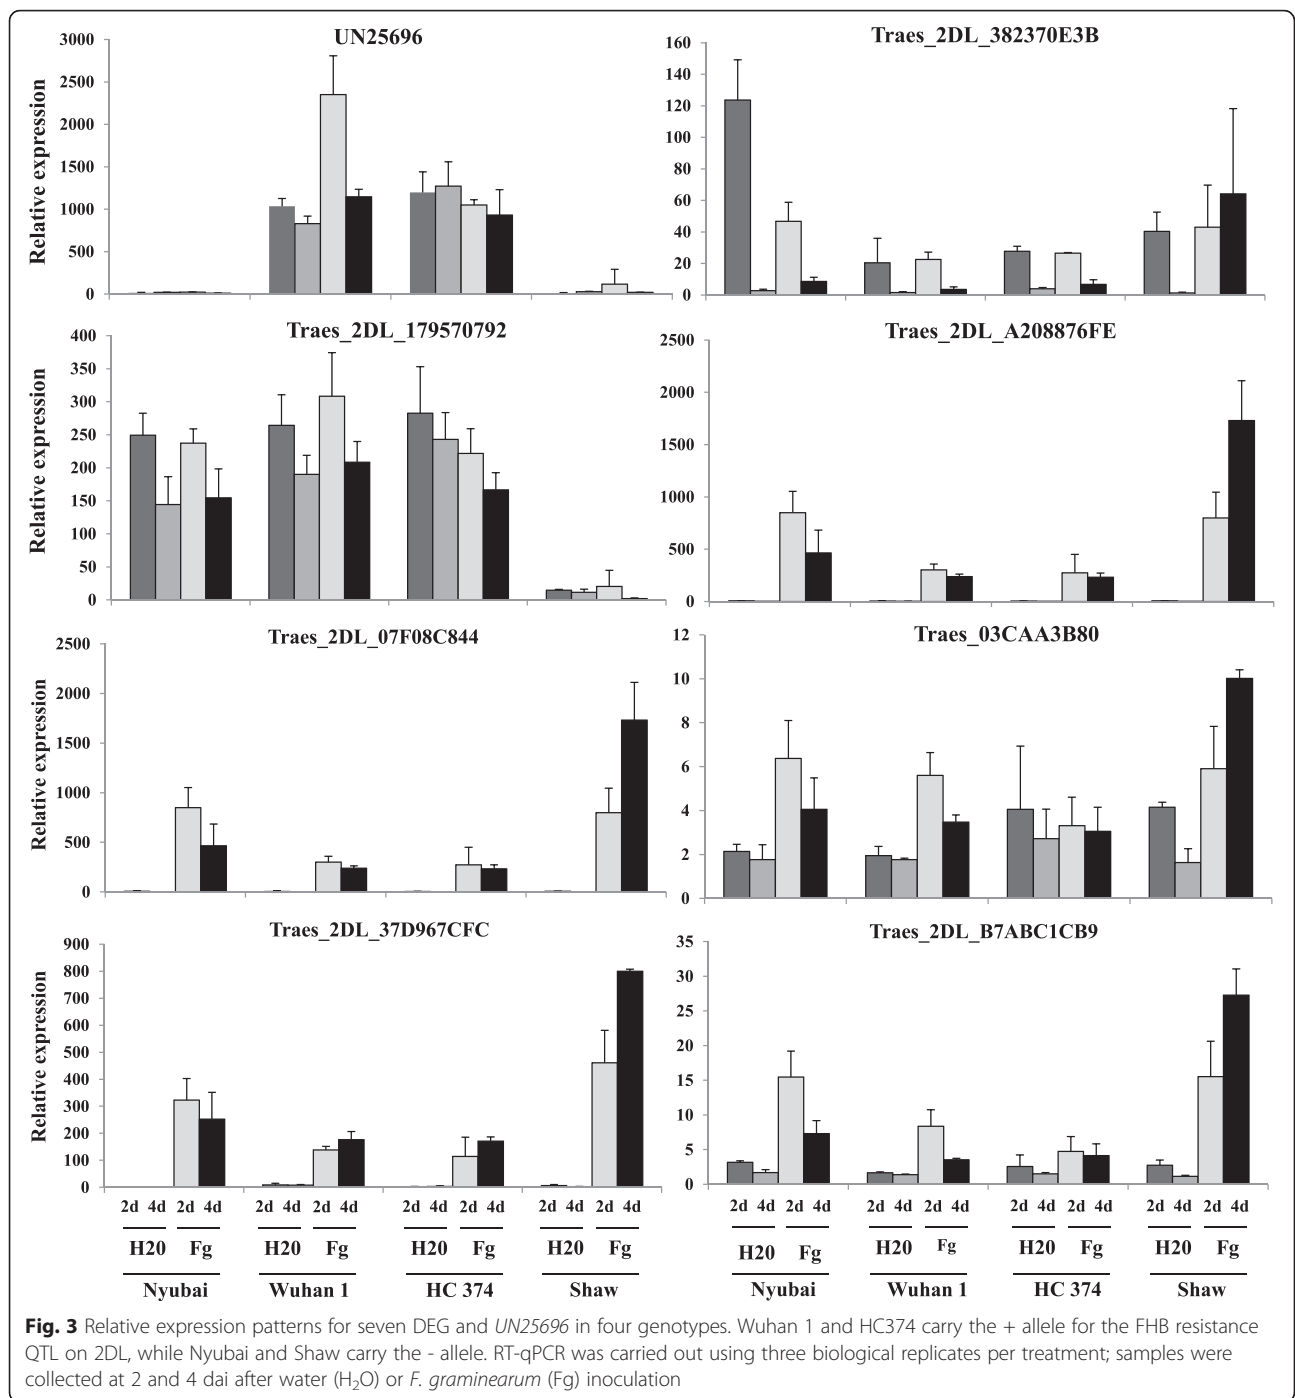 UN25696
3000
2500
2000
1500
1000
500
0
Relative expression
Traes_2DL_382370E3B
160
140
120
100
80
60
40
20
0
Traes_2DL_179570792
400
350
300
250
200
150
100
50
0
Relative expression
Traes_2DL_A208876FE
2500
2000
1500
1000
500
0
Traes_2DL_07F08C844
2500
2000
1500
1000
500
0
Relative expression
Traes_03CAA3B80
12
10
8
6
4
2
0
Traes_2DL_37D967CFC
900
800
700
600
500
400
300
200
100
0
Relative expression
2d 4d 2d 4d 2d 4d 2d 4d 2d 4d 2d 4d 2d 4d 2d 4d
H20 Fg H20 Fg H20 Fg H20 Fg
Nyubai Wuhan 1 HC 374 Shaw
Traes_2DL_B7ABC1CB9
35
30
25
20
15
10
5
0
2d 4d 2d 4d 2d 4d 2d 4d 2d 4d 2d 4d 2d 4d 2d 4d
H20 Fg H20 Fg H20 Fg H20 Fg
Nyubai Wuhan 1 HC 374 Shaw
Fig. 3 Relative expression patterns for seven DEG and UN25696 in four genotypes. Wuhan 1 and HC374 carry the + allele for the FHB resistance
QTL on 2DL, while Nyubai and Shaw carry the - allele. RT-qPCR was carried out using three biological replicates per treatment; samples were
collected at 2 and 4 dai after water (H₂O) or F. graminearum (Fg) inoculation